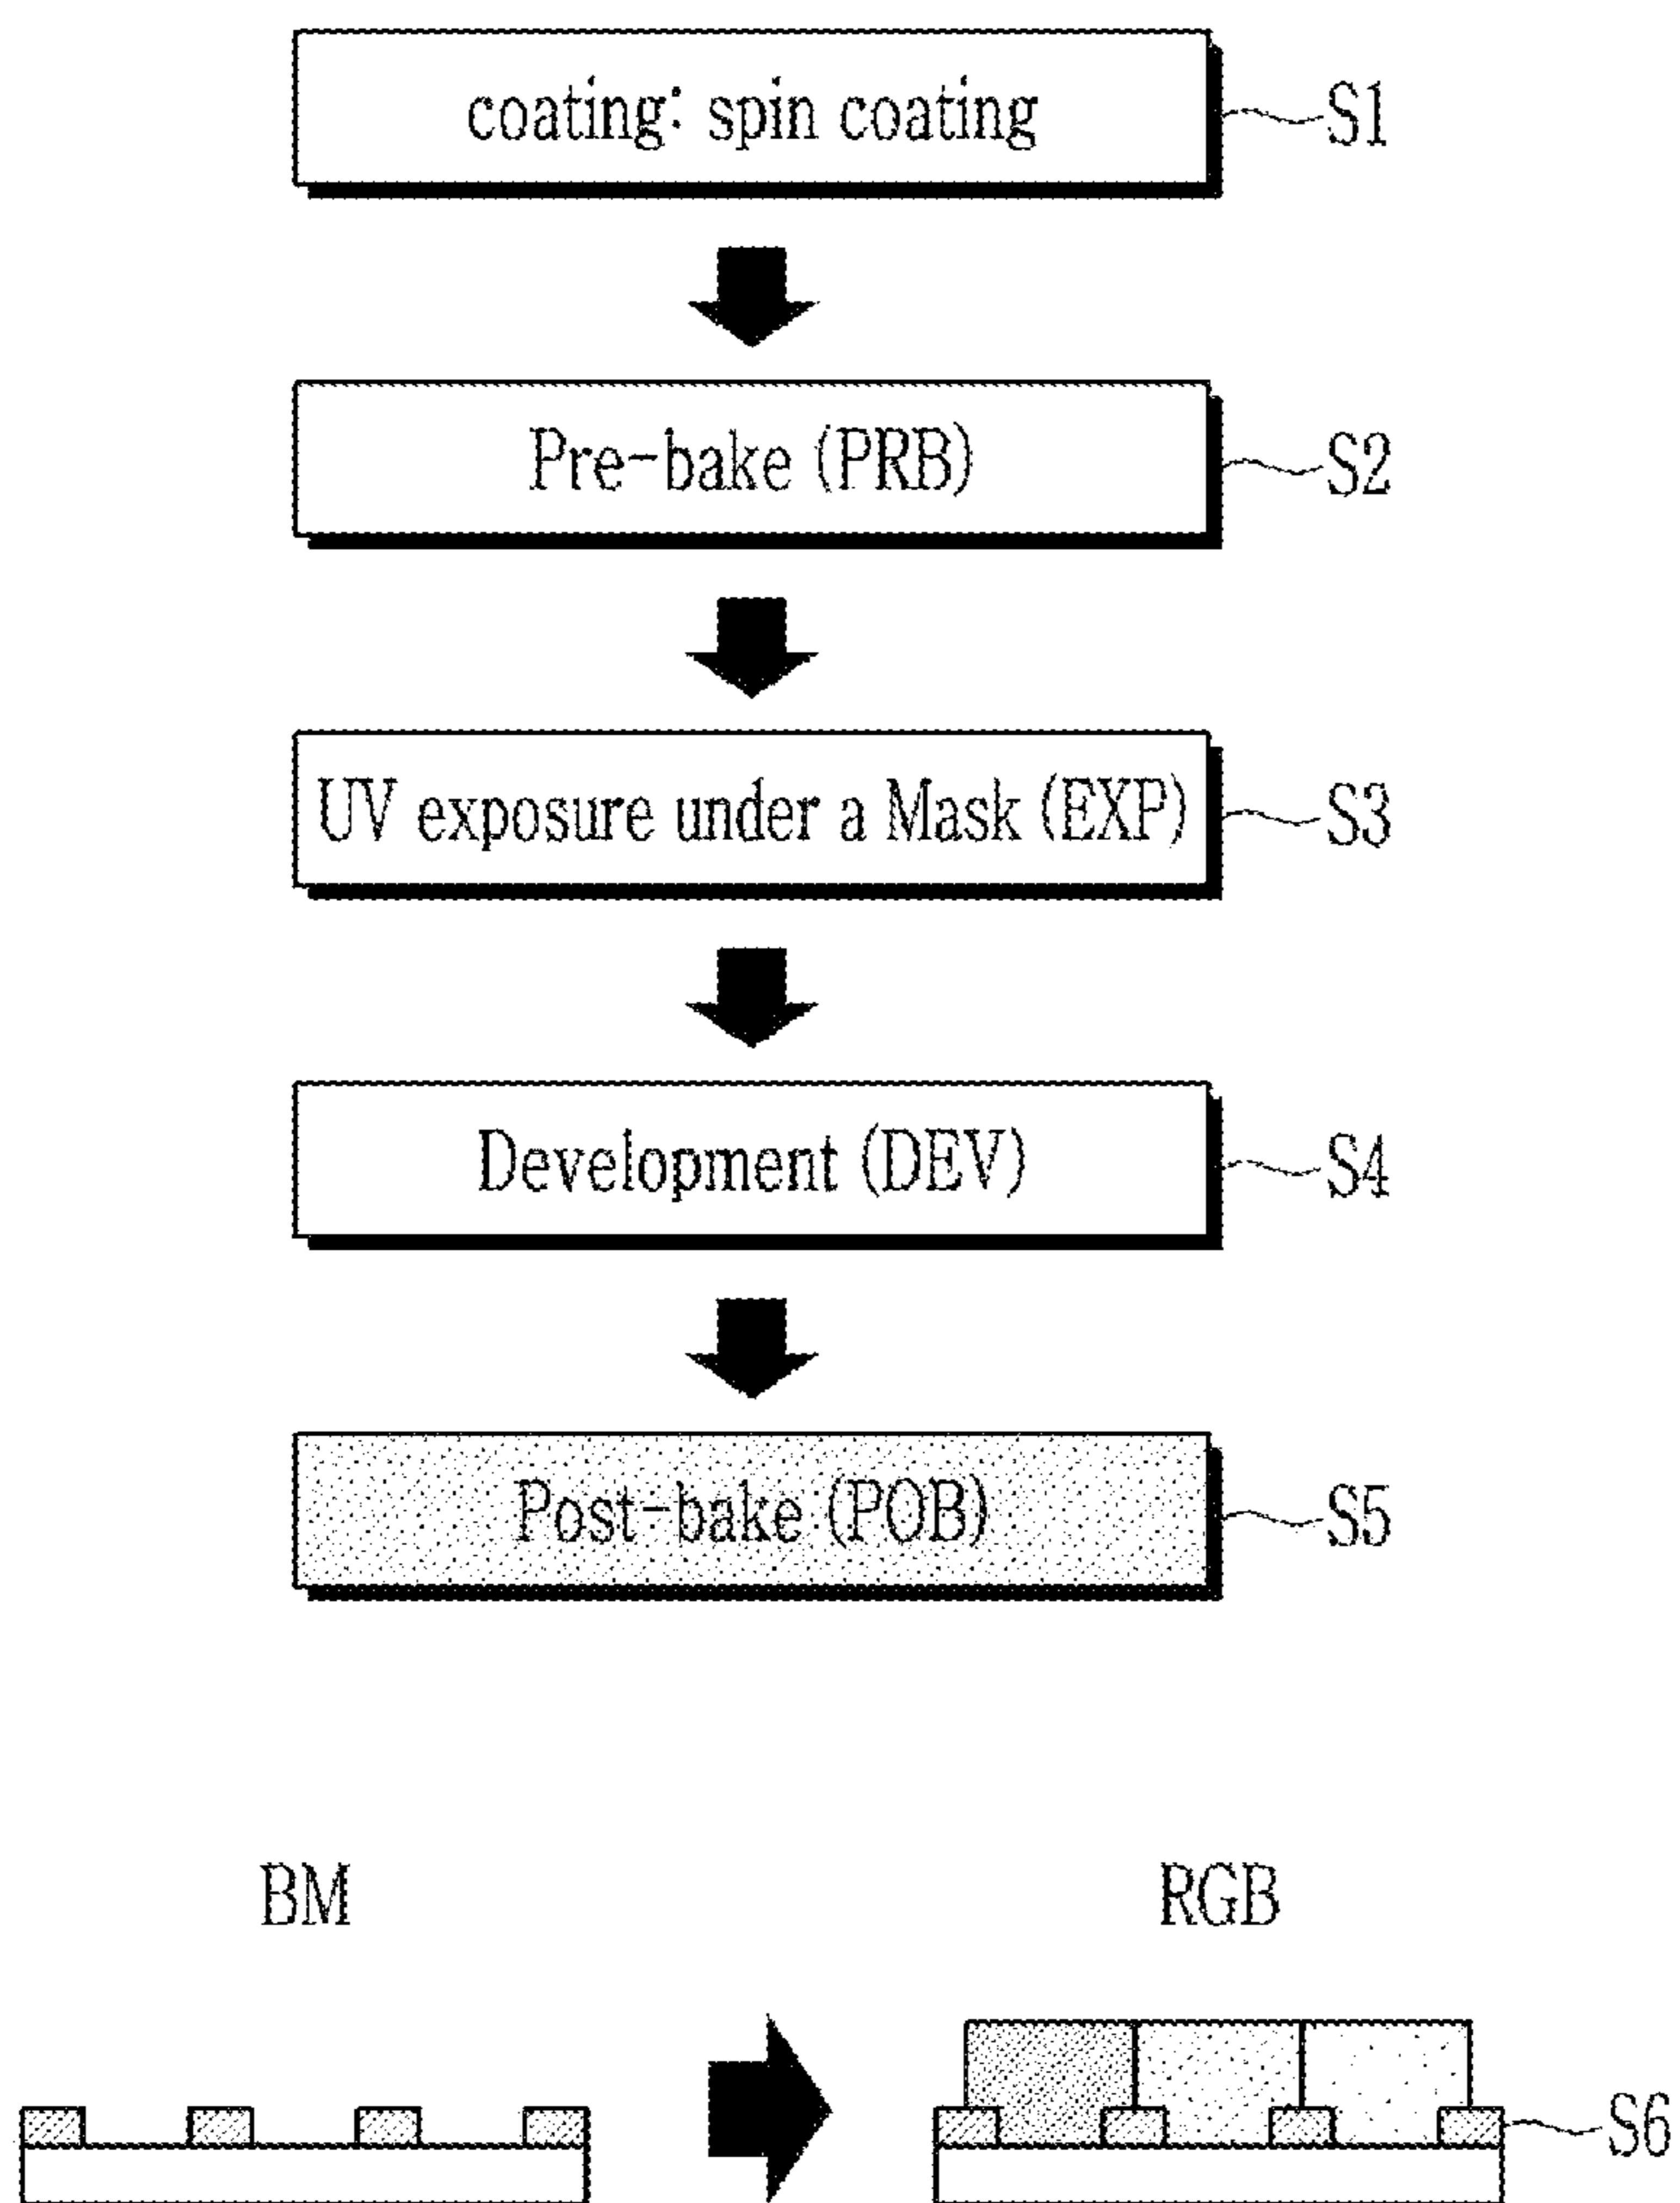 coating: spin coating S1
Pre-bake (PRB) S2
UV exposure under a Mask (EXP) S3
Development (DEV) S4
Post-bake (POB) S5
BM RGB
S6